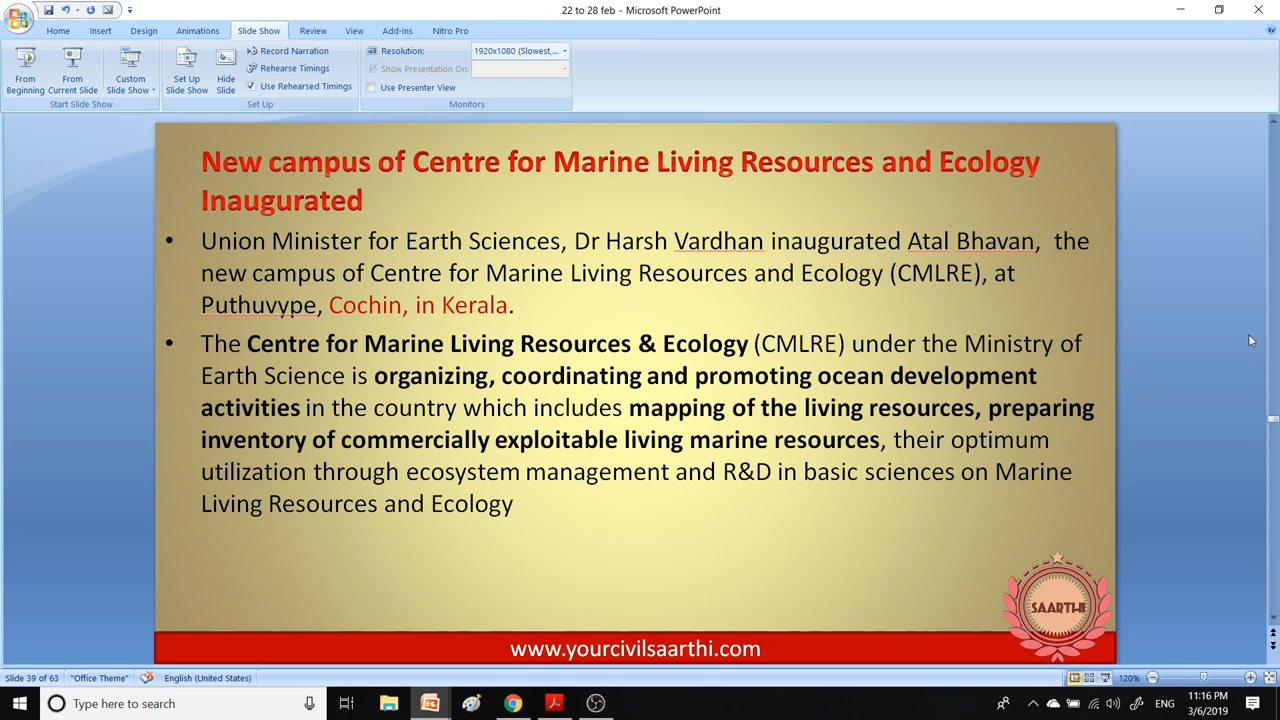 22 to 28 feb - Microsoft PowerPoint
Home Insert Design Animations Slide Show Review View Add-Ins Nitro Pro
From Beginning
From Current Slide
Custom Slide Show
Start Slide Show
Set Up Slide Show
Hide Slide
Record Narration
Rehearse Timings
Use Rehearsed Timings
Set Up
Resolution: 1920x1080 (Slowest,...
Show Presentation On:
Use Presenter View
Monitors
New campus of Centre for Marine Living Resources and Ecology
Inaugurated
• Union Minister for Earth Sciences, Dr Harsh Vardhan inaugurated Atal Bhavan, the
new campus of Centre for Marine Living Resources and Ecology (CMLRE), at
Puthuvype, Cochin, in Kerala.
• The Centre for Marine Living Resources & Ecology (CMLRE) under the Ministry of
Earth Science is organizing, coordinating and promoting ocean development
activities in the country which includes mapping of the living resources, preparing
inventory of commercially exploitable living marine resources, their optimum
utilization through ecosystem management and R&D in basic sciences on Marine
Living Resources and Ecology
SAARTHI
www.yourcivilsaarthi.com
Slide 39 of 63 "Office Theme" English (United States) 120%
Type here to search
ENG
11:16 PM
3/6/2019